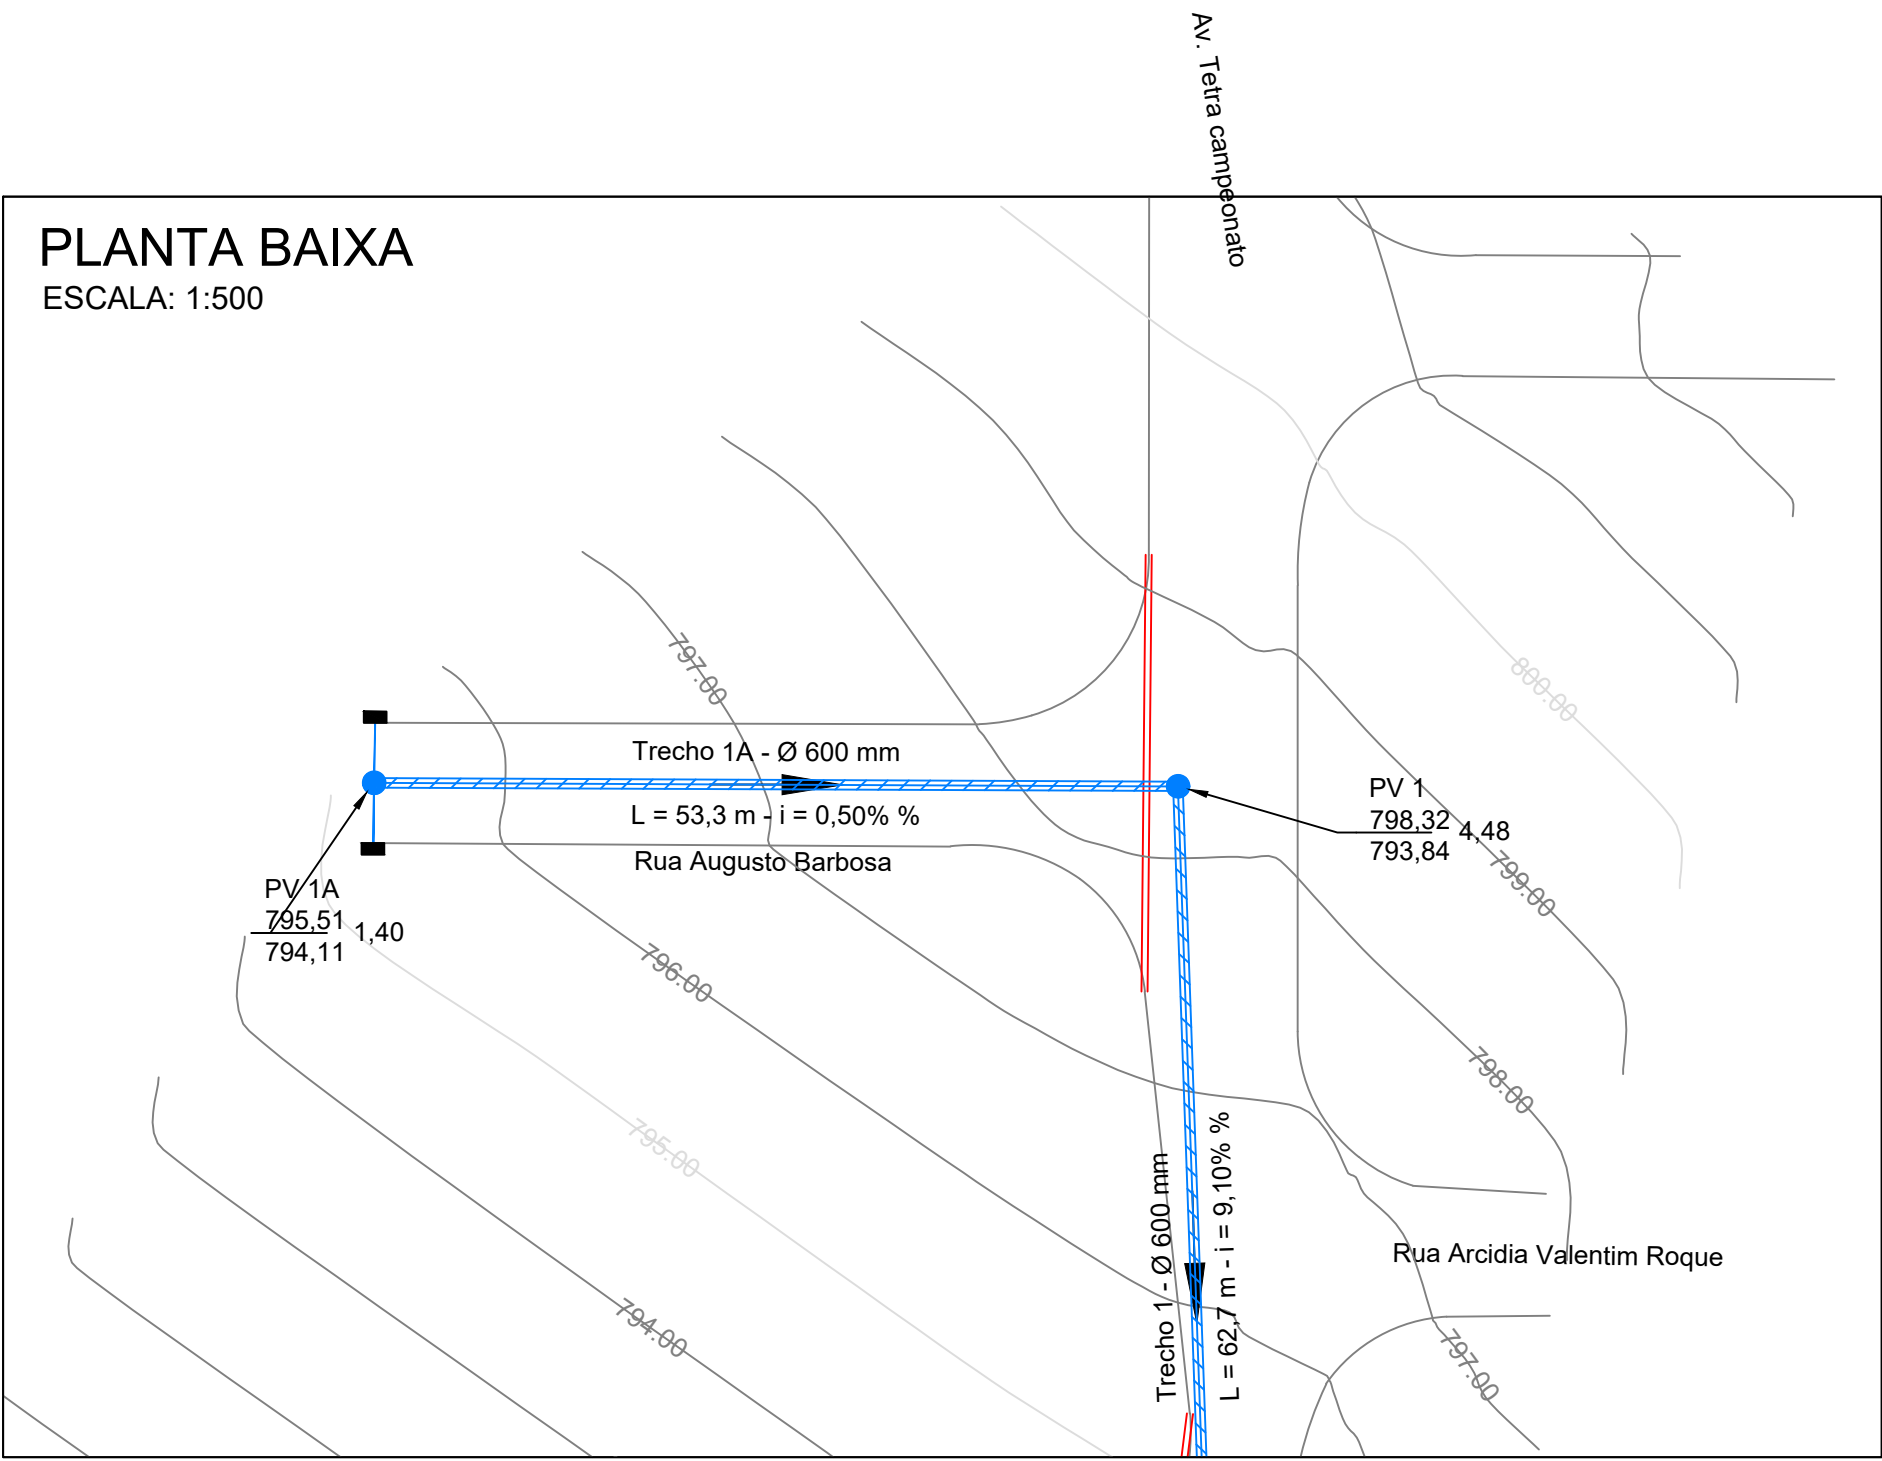 Av. Tetra campeonato
PLANTA BAIXA
ESCALA: 1:500
797.00
800.00
Trecho 1A - Ø 600 mm
L = 53,3 m - i = 0,50% %
Rua Augusto Barbosa
PV 1
798,32
4,48
793,84
799.00
PV 1A
795,51
1,40
794,11
796.00
798.00
795.00
Trecho 1 - Ø 600 mm
L = 62,7 m - i = 9,10% %
Rua Arcidia Valentim Roque
794.00
797.00